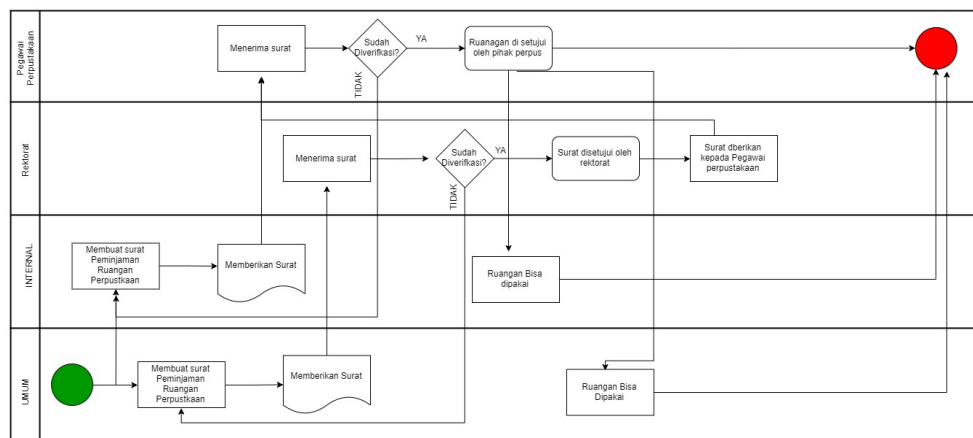 Pegawai
Perpustakaan
Menerima surat
Sudah
Diverifkasi?
YA
TIDAK
Ruanagan di setujui
oleh pihak perpus
Rektorat
Menerima surat
Sudah
Diverifkasi?
YA
TIDAK
Surat disetujui oleh
rektorat
Surat dberikan
kepada Pegawai
perpustakaan
INTERNAL
Membuat surat
Peminjaman
Ruangan
Perpustkaan
Memberikan Surat
Ruangan Bisa
dipakai
UMUM
Membuat surat
Peminjaman
Ruangan
Perpustkaan
Memberikan Surat
Ruangan Bisa
Dipakai